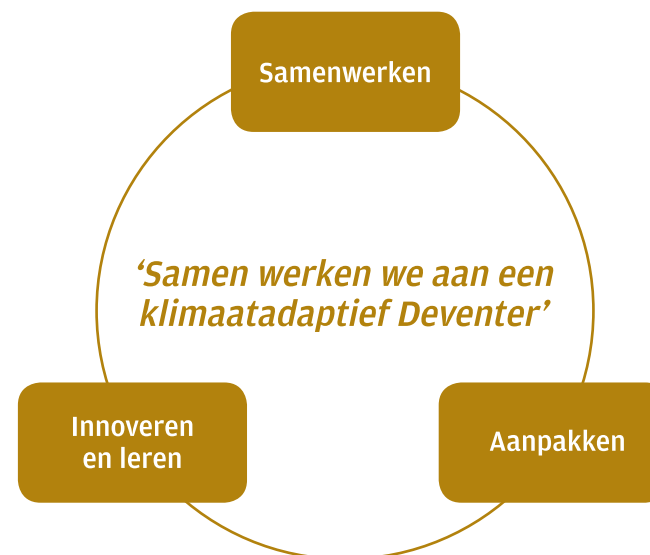 Samenwerken
‘Samen werken we aan een
klimaatadaptief Deventer’
Innoveren
en leren
Aanpakken